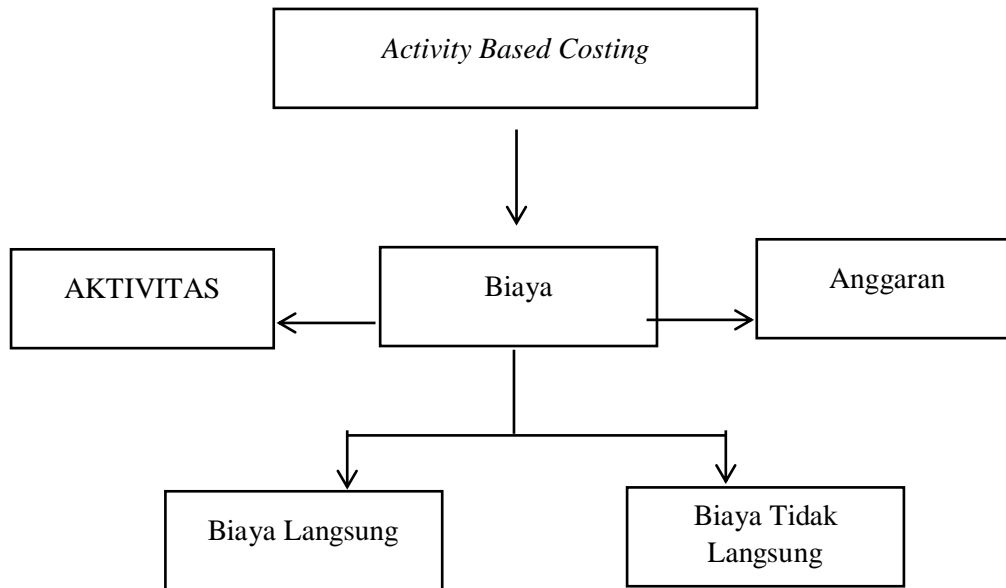 Activity Based Costing
AKTIVITAS
Biaya
Anggaran
Biaya Langsung
Biaya Tidak
Langsung